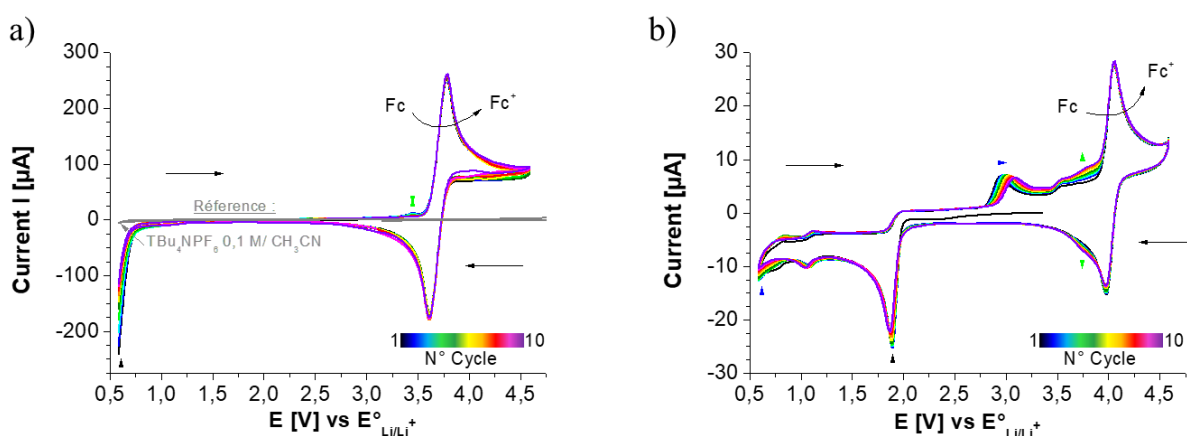 a)
Current I [µA]
300
200
100
0
-100
-200
Fc
Fc+
Réference :
TBu4NPF6 0,1 M/ CH3CN
1
10
N° Cycle
0,5 1,0 1,5 2,0 2,5 3,0 3,5 4,0 4,5
E [V] vs E°Li/Li+
b)
Current [µA]
30
20
10
0
-10
-20
-30
Fc
Fc+
1
10
N° Cycle
0,5 1,0 1,5 2,0 2,5 3,0 3,5 4,0 4,5
E [V] vs E°Li/Li+